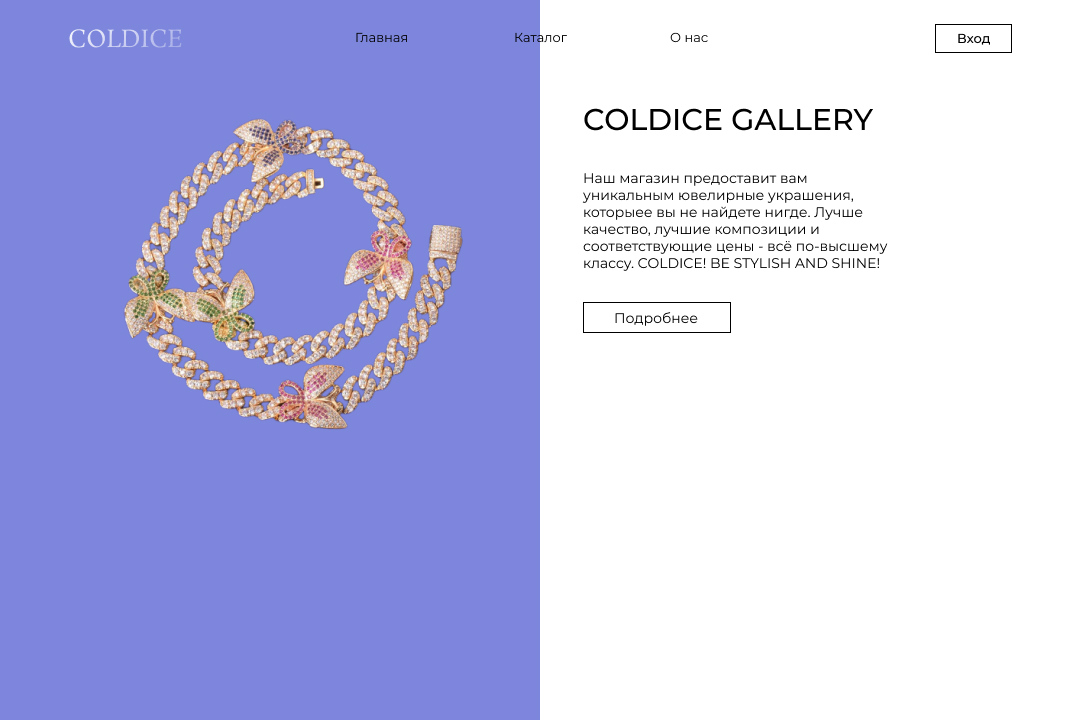 COLDICE
Главная
Каталог
О нас
Вход
COLDICE GALLERY
Наш магазин предоставит вам
уникальным ювелирные украшения,
которыее вы не найдете нигде. Лучше
качество, лучшие композиции и
соответствующие цены - всё по-высшему
классу. COLDICE! BE STYLISH AND SHINE!
Подробнее